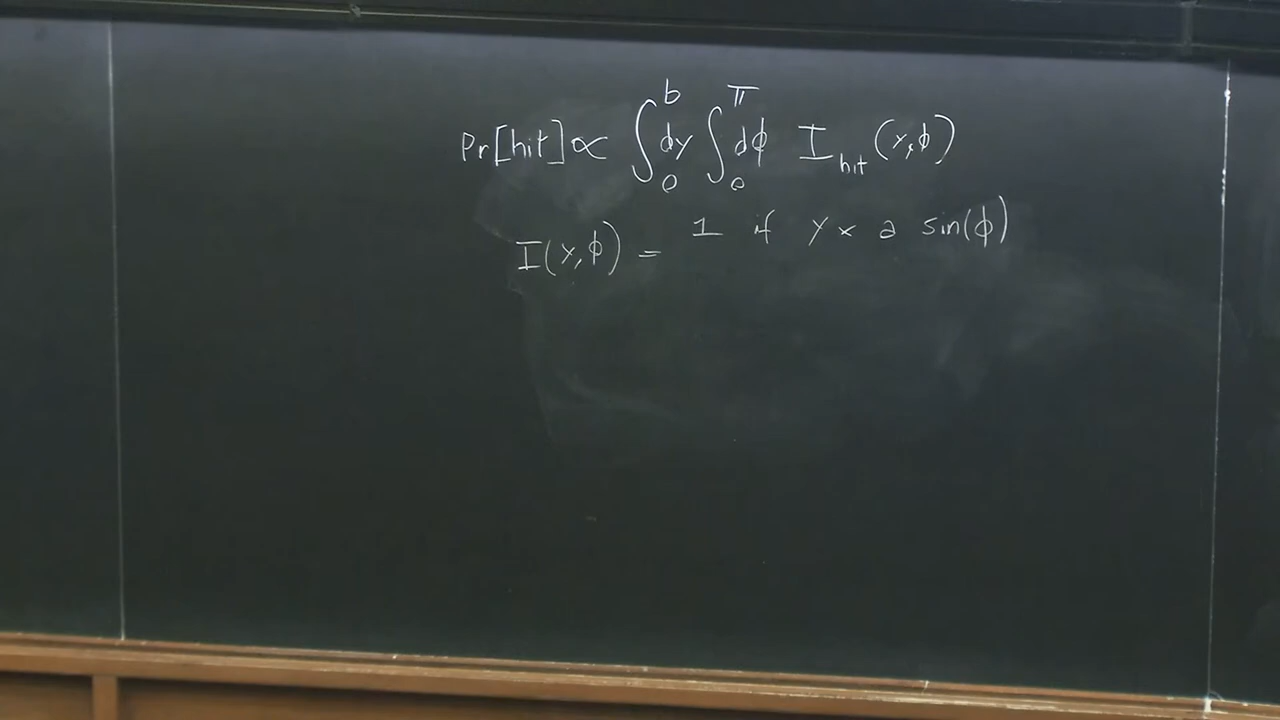 Pr[hit] ∝ ∫₀ᵇ dy ∫₀^π dϕ I_hit (y,ϕ)
I(y,ϕ) = 1 if y × a sin(ϕ)